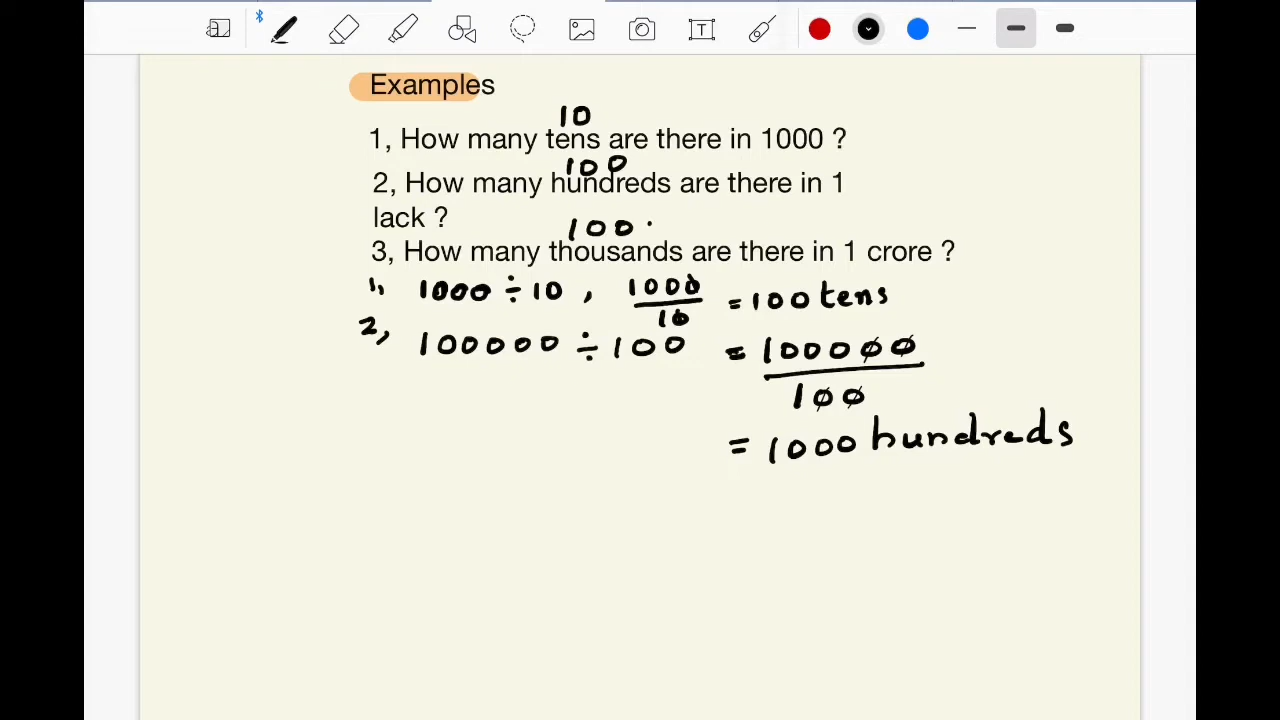 Examples
10
1, How many tens are there in 1000 ?
100
2, How many hundreds are there in 1
lack ?
100
3, How many thousands are there in 1 crore ?
1, 1000 ÷ 10 , 1000/10 = 100 tens
2, 100000 ÷ 100 = 100000/100
= 1000 hundreds